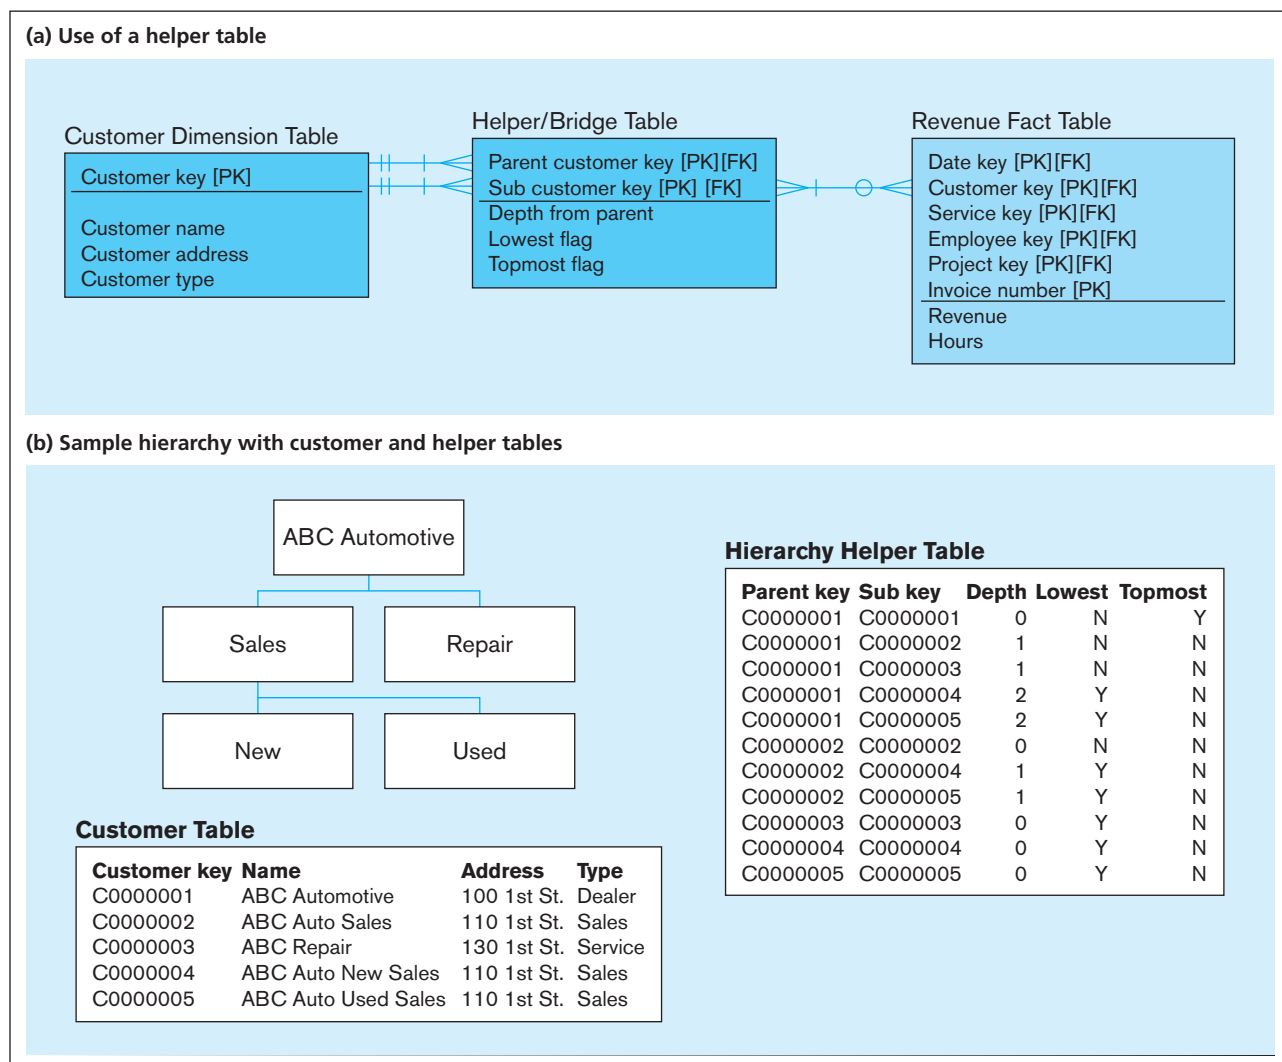 (a) Use of a helper table
Customer Dimension Table
Customer key [PK]
Customer name
Customer address
Customer type
Helper/Bridge Table
Parent customer key [PK][FK]
Sub customer key [PK] [FK]
Depth from parent
Lowest flag
Topmost flag
Revenue Fact Table
Date key [PK][FK]
Customer key [PK][FK]
Service key [PK][FK]
Employee key [PK][FK]
Project key [PK][FK]
Invoice number [PK]
Revenue
Hours
(b) Sample hierarchy with customer and helper tables
ABC Automotive
Sales
Repair
New
Used
Customer Table
Customer key Name Address Type
C0000001 ABC Automotive 100 1st St. Dealer
C0000002 ABC Auto Sales 110 1st St. Sales
C0000003 ABC Repair 130 1st St. Service
C0000004 ABC Auto New Sales 110 1st St. Sales
C0000005 ABC Auto Used Sales 110 1st St. Sales
Hierarchy Helper Table
Parent key Sub key Depth Lowest Topmost
C0000001 C0000001 0 N Y
C0000001 C0000002 1 N N
C0000001 C0000003 1 N N
C0000001 C0000004 2 Y N
C0000001 C0000005 2 Y N
C0000002 C0000002 0 N N
C0000002 C0000004 1 Y N
C0000002 C0000005 1 Y N
C0000003 C0000003 0 Y N
C0000004 C0000004 0 Y N
C0000005 C0000005 0 Y N